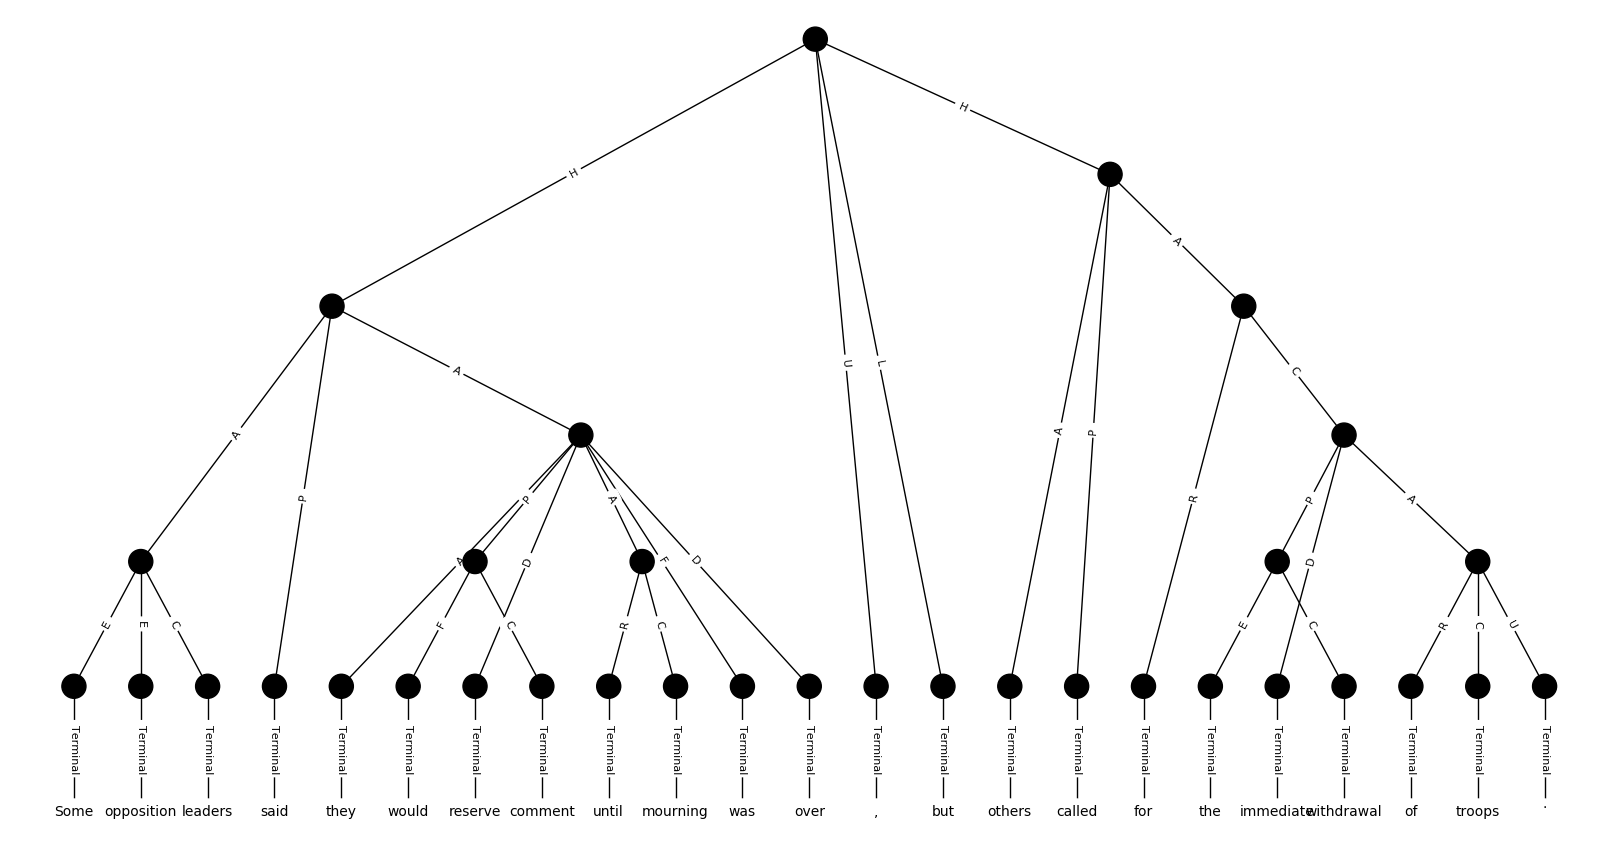 H
H
A
A
A
C
A
P
P
A
R
P
A
U
L
A
P
D
F
D
D
E
E
C
F
C
R
C
E
C
R
C
U
Terminal Terminal Terminal Terminal Terminal Terminal Terminal Terminal Terminal Terminal Terminal Terminal Terminal Terminal Terminal Terminal Terminal Terminal Terminal Terminal Terminal Terminal Terminal
Some opposition leaders said they would reserve comment until mourning was over , but others called for the immediate withdrawal of troops .